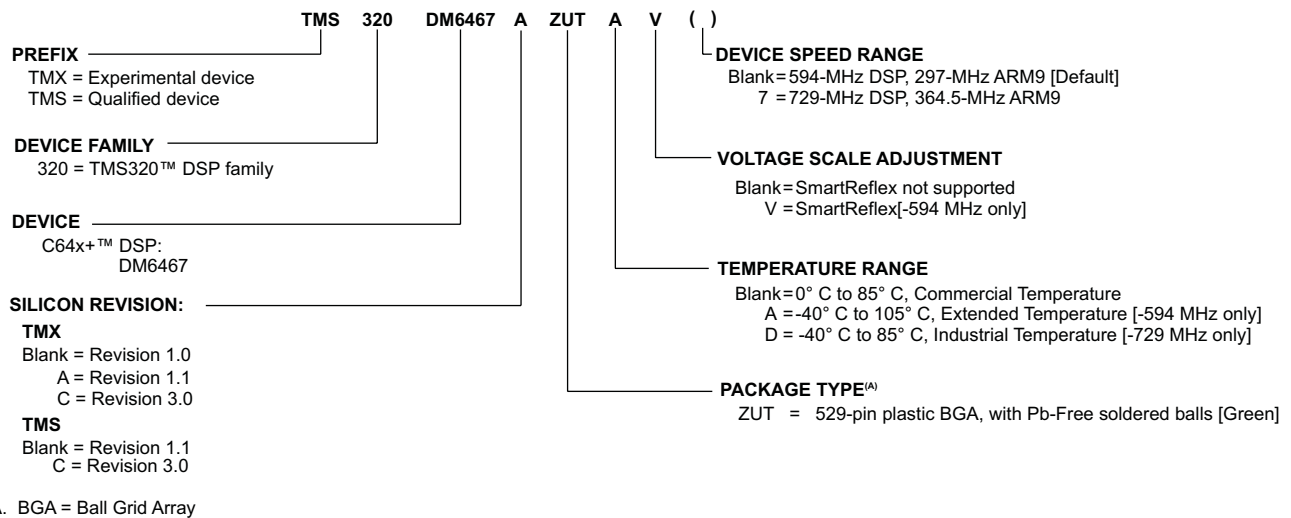 TMS 320 DM6467 A ZUT A V ( )
PREFIX
TMX = Experimental device
TMS = Qualified device
DEVICE FAMILY
320 = TMS320™ DSP family
DEVICE
C64x+™ DSP:
DM6467
SILICON REVISION:
TMX
Blank = Revision 1.0
A = Revision 1.1
C = Revision 3.0
TMS
Blank = Revision 1.1
C = Revision 3.0
DEVICE SPEED RANGE
Blank=594-MHz DSP, 297-MHz ARM9 [Default]
7 =729-MHz DSP, 364.5-MHz ARM9
VOLTAGE SCALE ADJUSTMENT
Blank=SmartReflex not supported
V =SmartReflex[-594 MHz only]
TEMPERATURE RANGE
Blank=0° C to 85° C, Commercial Temperature
A =-40° C to 105° C, Extended Temperature [-594 MHz only]
D = -40° C to 85° C, Industrial Temperature [-729 MHz only]
PACKAGE TYPE(A)
ZUT = 529-pin plastic BGA, with Pb-Free soldered balls [Green]
A. BGA = Ball Grid Array